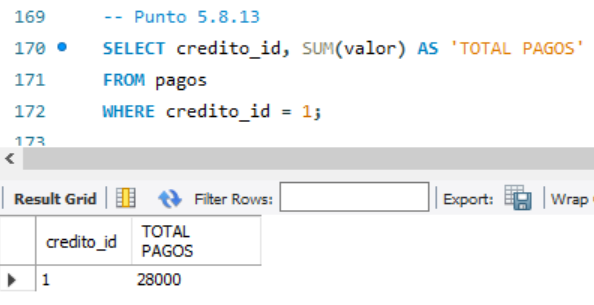 169 -- Punto 5.8.13
170 SELECT credito_id, SUM(valor) AS 'TOTAL PAGOS'
171 FROM pagos
172 WHERE credito_id = 1;
173
Result Grid Filter Rows: Export: Wrap
credito_id TOTAL PAGOS
1 28000